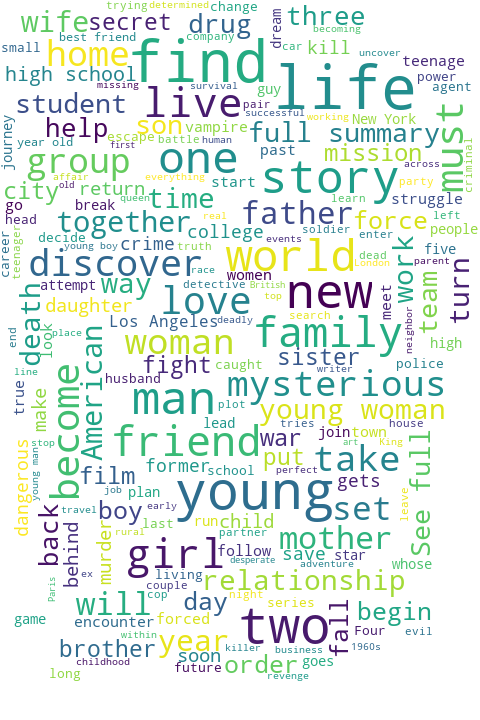 trying determined change
becoming
wife secret drug dream three
best friend company car uncover
small home find life kill teenage
high school missing survival guy power agent
student live pair successful working
help son vampire full summary New York must
journey escape battle human past mission across criminal
year old first
group one story
affair everything party
city return start struggle
go old queen learn
head break time father force left people
career together real college soldier enter
teenager decide crime truth events dead five
young boy race London parent
discover world women work
attempt detective British meet team turn
death way love new top high
daughter deadly search neighbor
end look Los Angeles family
place woman writer police
line American fight caught sister
husband mysterious
true make plot young woman house
become man lead tries
war join town King
friend art
stop former put take
dangerous film school perfect gets See full
young man job plan
travel early young set leave
back boy last run child
murder rural partner mother
behind girl follow save star whose
ex desperate adventure
couple living relationship
Paris cop night series
will day forced begin
game encounter two fall Four evil
within killer 1960s
brother year business
soon order goes
childhood future
long revenge